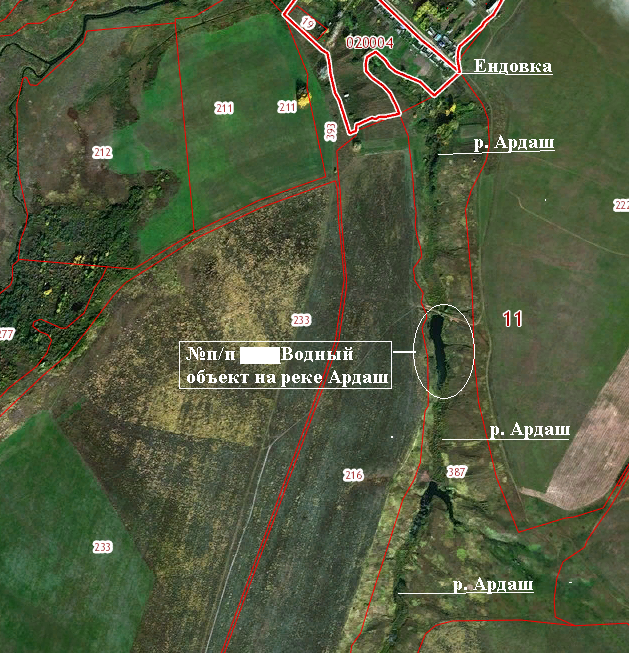 19
020004
Ендовка
211
211
393
р. Ардаш
212
222
233
11
277
№п/п Водный
объект на реке Ардаш
р. Ардаш
216
387
233
р. Ардаш